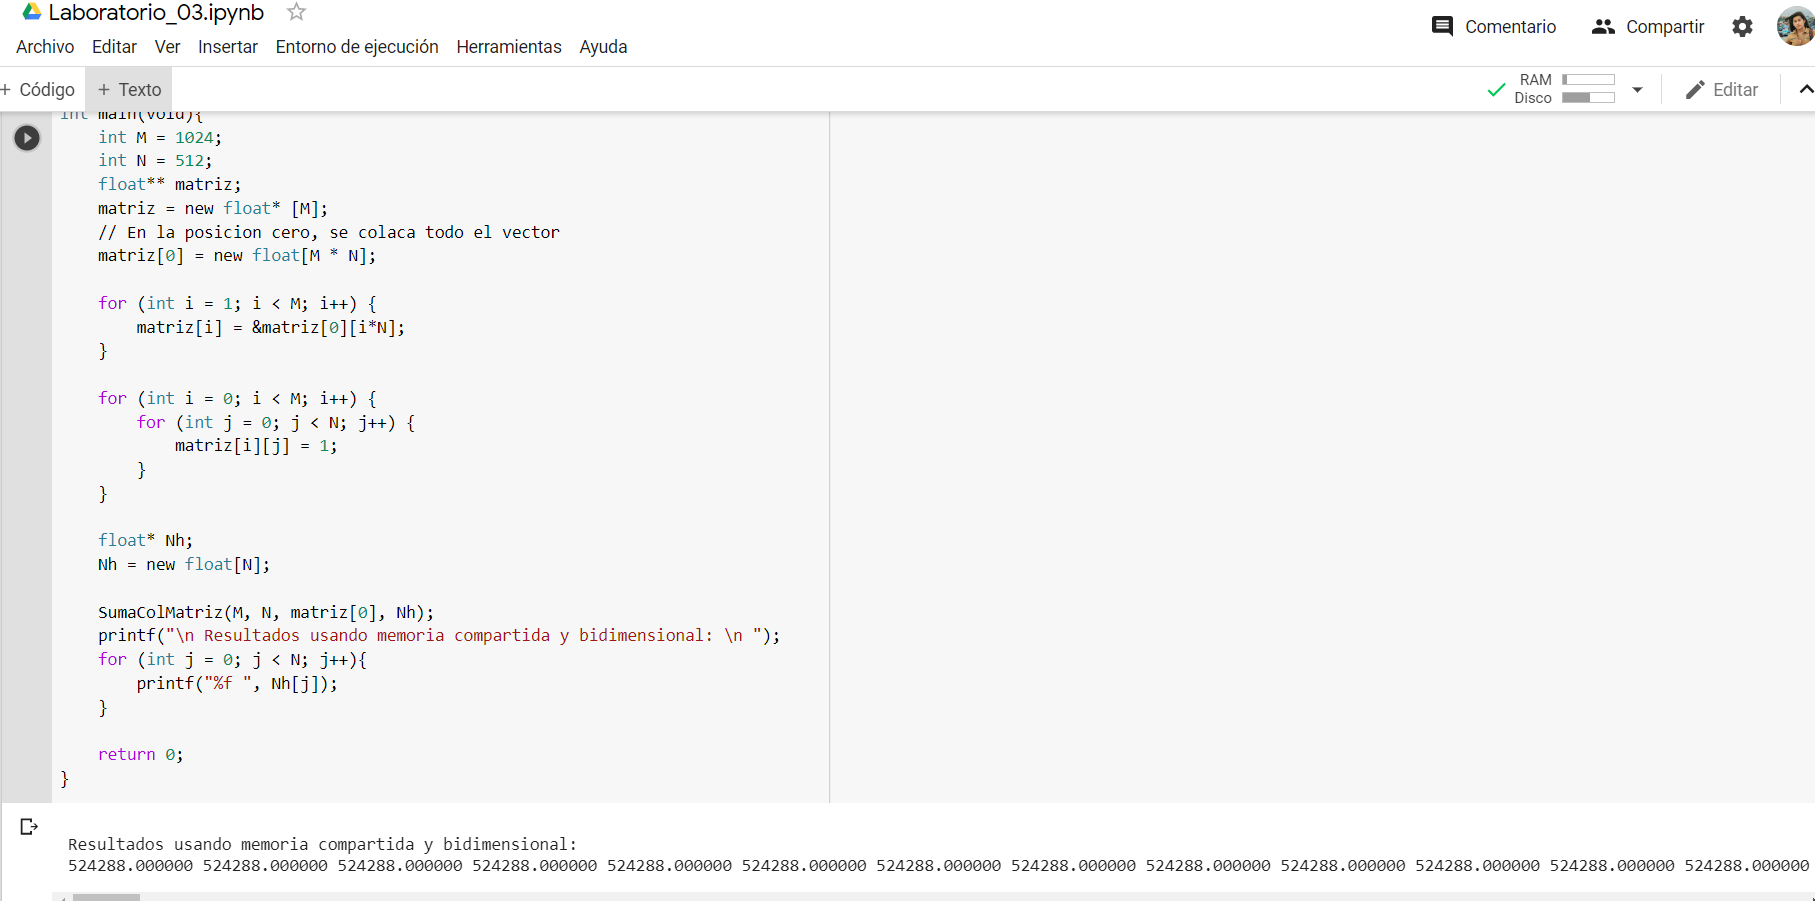 Laboratorio_03.ipynb
Comentario Compartir
Archivo Editar Ver Insertar Entorno de ejecución Herramientas Ayuda
+ Código + Texto RAM Disco Editar
int main(void){
    int M = 1024;
    int N = 512;
    float** matriz;
    matriz = new float* [M];
    // En la posicion cero, se colaca todo el vector
    matriz[0] = new float[M * N];
    for (int i = 1; i < M; i++) {
        matriz[i] = &matriz[0][i*N];
    }
    for (int i = 0; i < M; i++) {
        for (int j = 0; j < N; j++) {
            matriz[i][j] = 1;
        }
    }
    float* Nh;
    Nh = new float[N];
    SumaColMatriz(M, N, matriz[0], Nh);
    printf("\n Resultados usando memoria compartida y bidimensional: \n ");
    for (int j = 0; j < N; j++){
        printf("%f ", Nh[j]);
    }
    return 0;
}
Resultados usando memoria compartida y bidimensional:
524288.000000 524288.000000 524288.000000 524288.000000 524288.000000 524288.000000 524288.000000 524288.000000 524288.000000 524288.000000 524288.000000 524288.000000 524288.000000